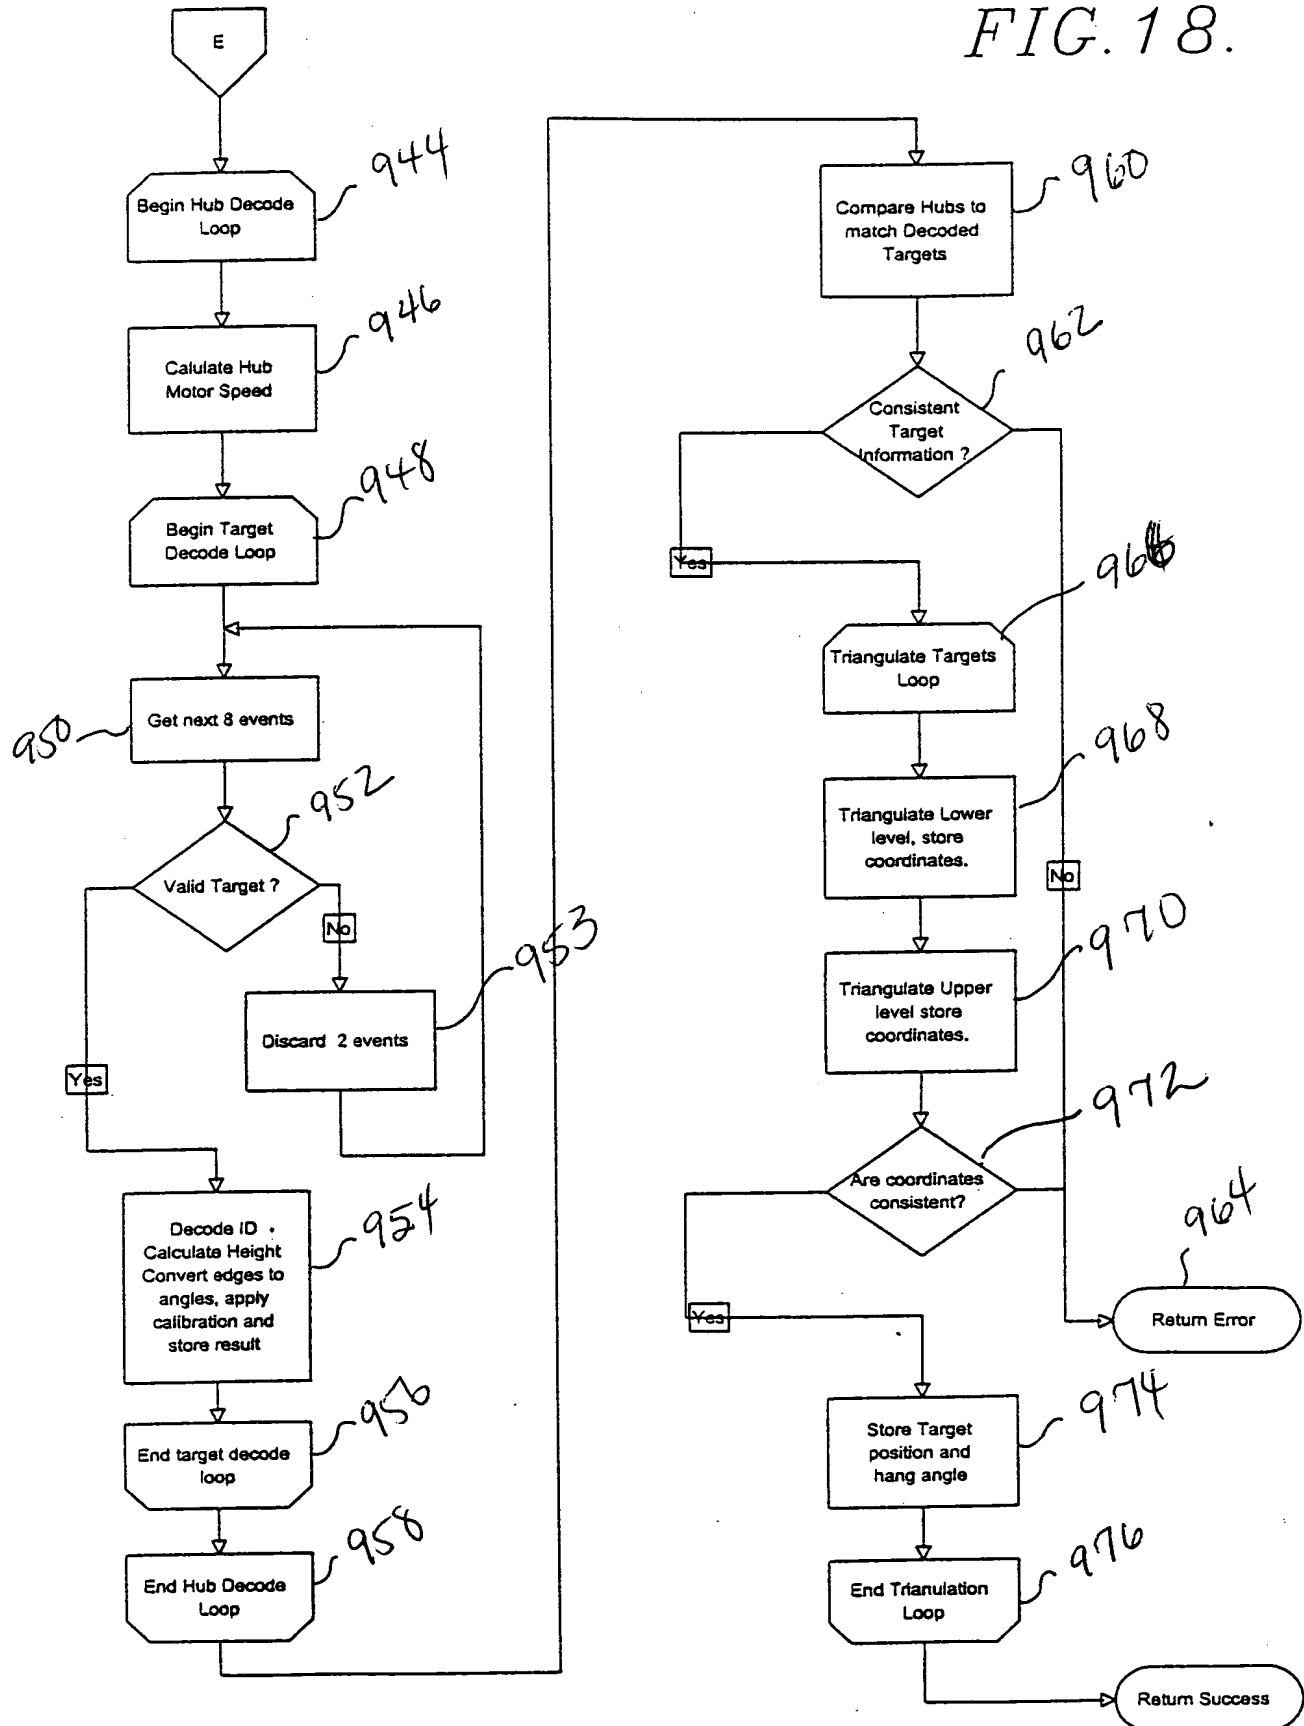 FIG. 18.
E
Begin Hub Decode
Loop
944
Calulate Hub
Motor Speed
946
Begin Target
Decode Loop
948
Get next 8 events
950
Valid Target ?
952
No
Discard 2 events
953
Yes
Decode ID
Calculate Height
Convert edges to
angles, apply
calibration and
store result
954
End target decode
loop
956
End Hub Decode
Loop
958
Compare Hubs to
match Decoded
Targets
960
Consistent
Target
Information ?
962
Yes
No
Triangulate Targets
Loop
966
Triangulate Lower
level, store
coordinates.
968
Triangulate Upper
level store
coordinates.
970
Are coordinates
consistent?
972
Yes
Return Error
964
Store Target
position and
hang angle
974
End Trianulation
Loop
976
Return Success